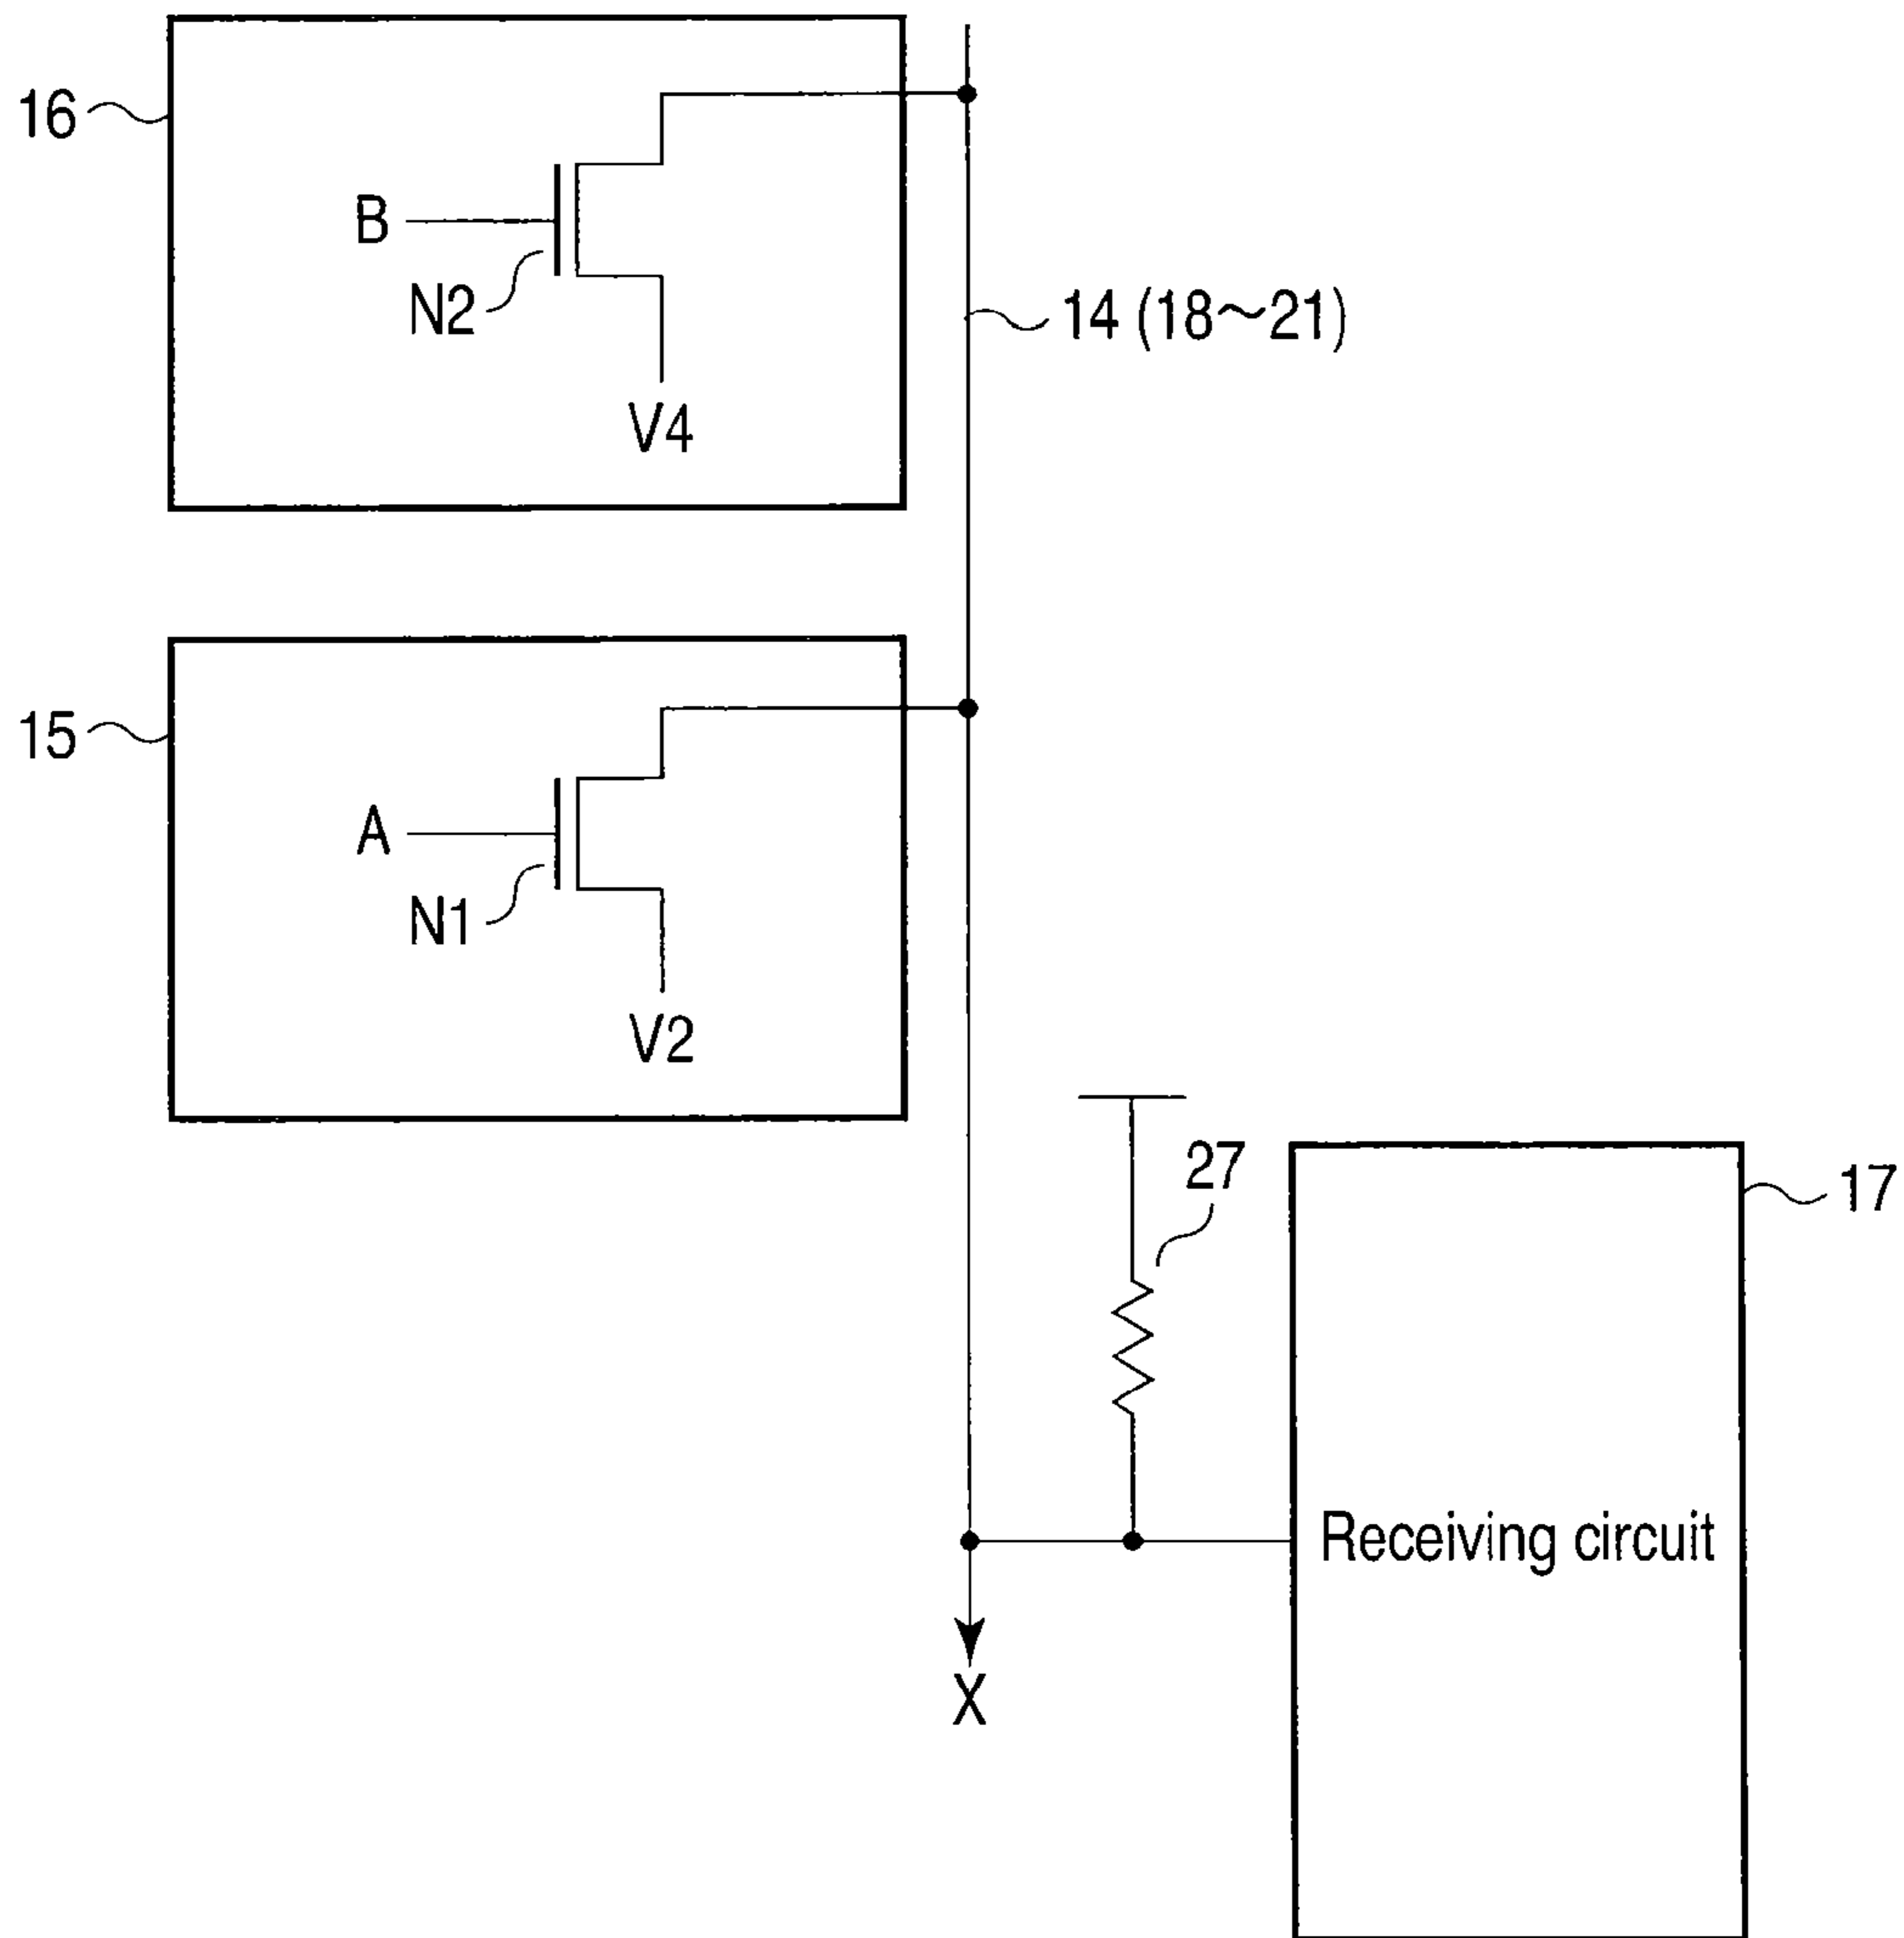 16
B
N2
14 (18～21)
V4
15
A
N1
V2
27
17
Receiving circuit
X